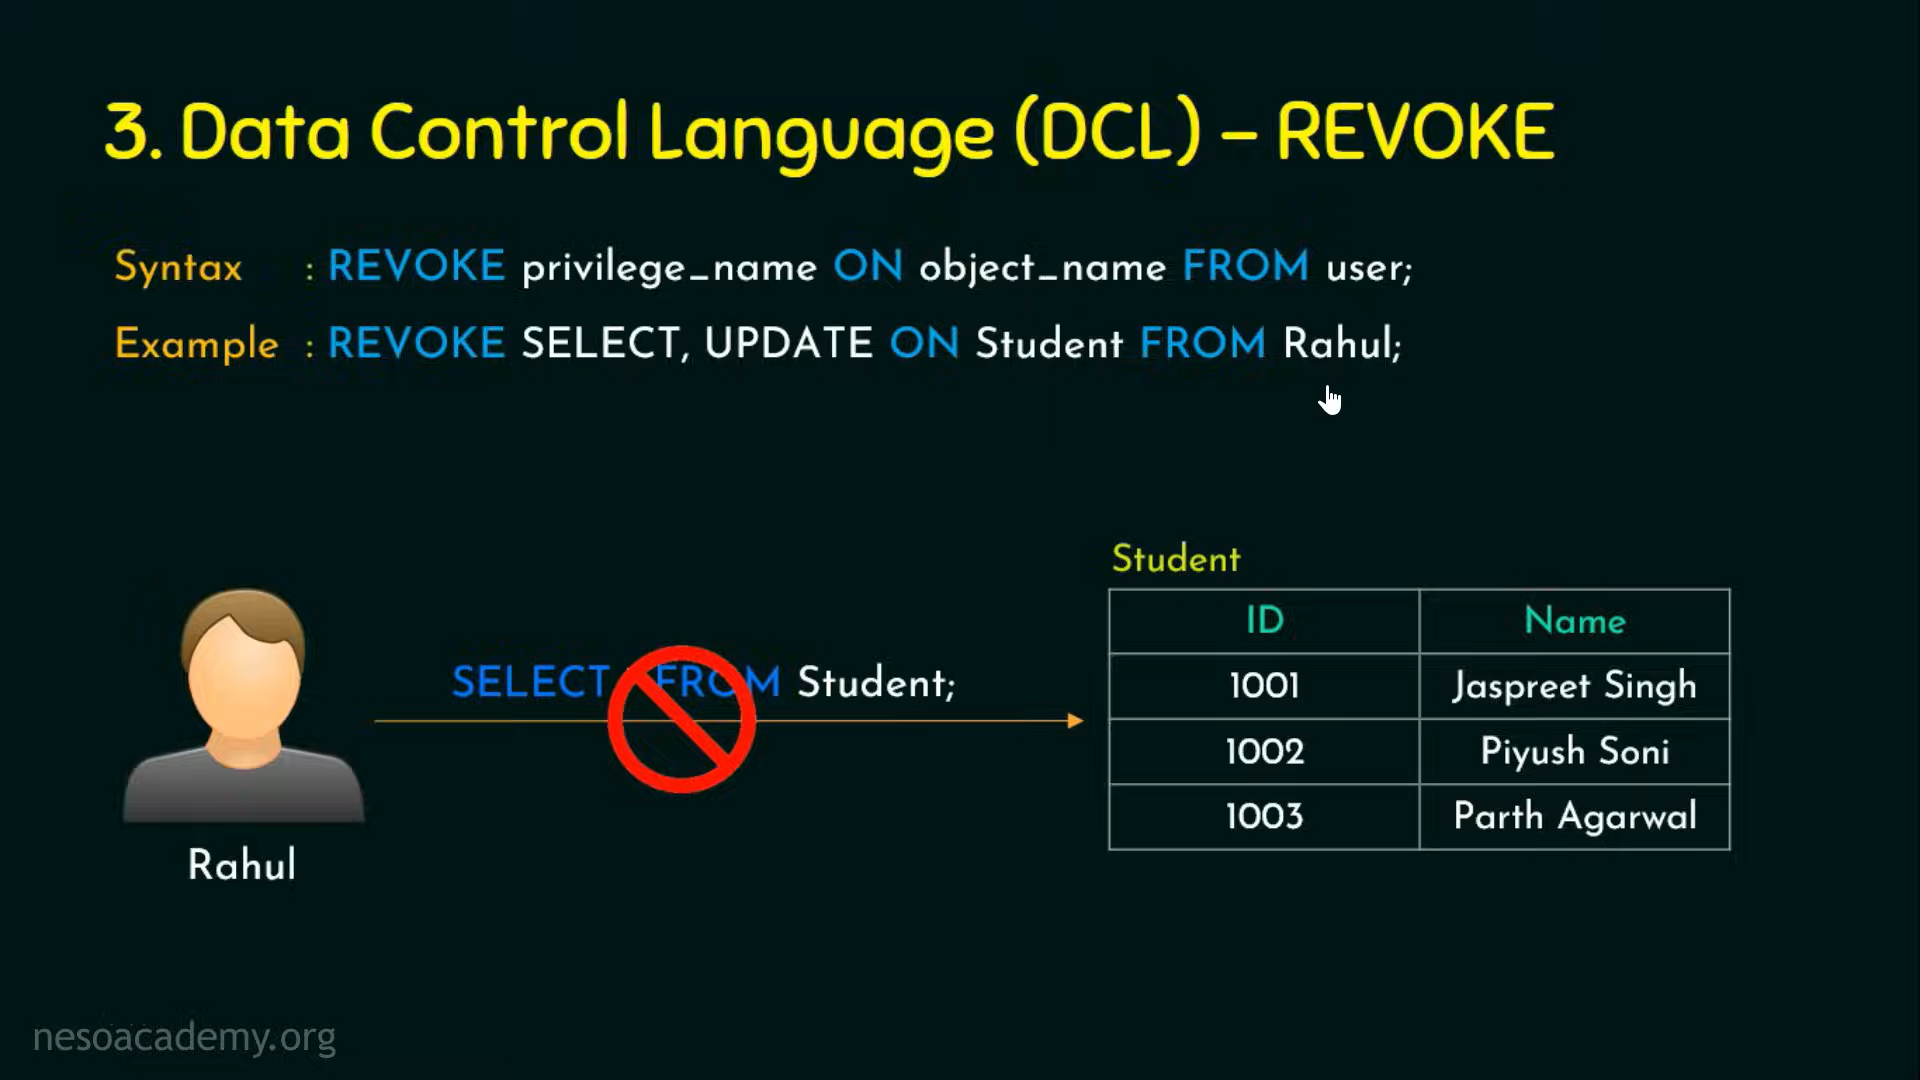 3. Data Control Language (DCL) – REVOKE
Syntax : REVOKE privilege_name ON object_name FROM user;
Example : REVOKE SELECT, UPDATE ON Student FROM Rahul;
Student
ID Name
1001 Jaspreet Singh
1002 Piyush Soni
1003 Parth Agarwal
SELECT FROM Student;
Rahul
nesoacademy.org